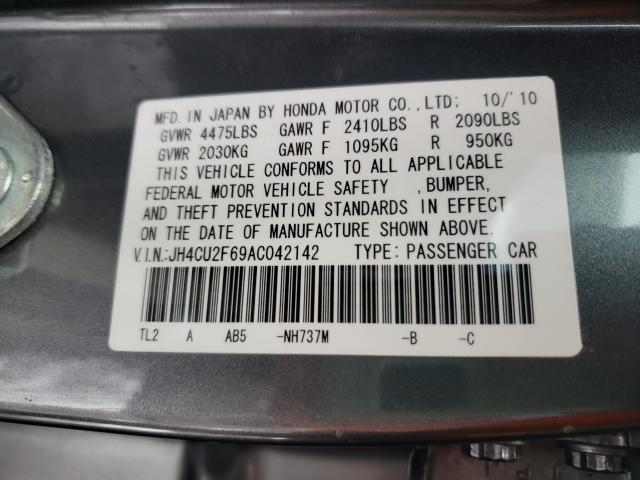 MFD. IN JAPAN BY HONDA MOTOR CO.,LTD: 10/'10
GVWR 4475LBS GAWR F 2410LBS R 2090LBS
GVWR 2030KG GAWR F 1095KG R 950KG
THIS VEHICLE CONFORMS TO ALL APPLICABLE
FEDERAL MOTOR VEHICLE SAFETY ,BUMPER,
AND THEFT PREVENTION STANDARDS IN EFFECT
ON THE DATE OF MANUFACTURE SHOWN ABOVE.
V.I.N:JH4CU2F69AC042142 TYPE: PASSENGER CAR
TL2 A AB5 -NH737M -B -C